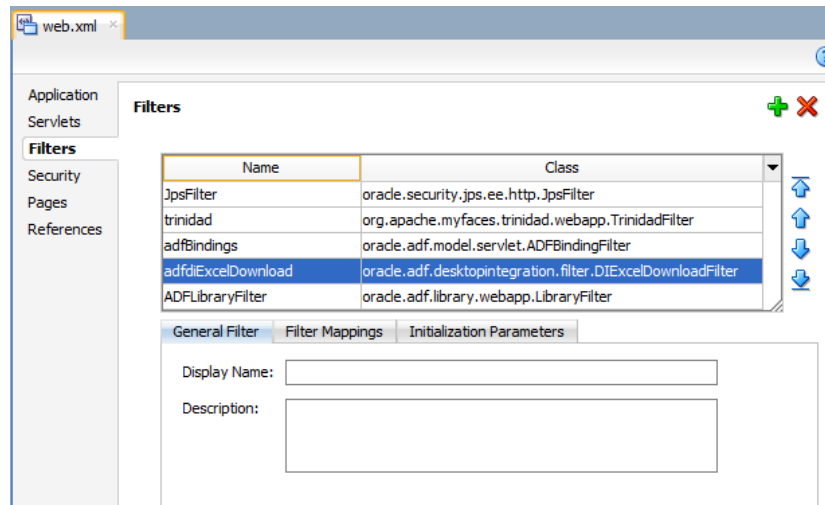 web.xml
Application
Servlets
Filters
Security
Pages
References
Filters
Name Class
JpsFilter oracle.security.jps.ee.http.JpsFilter
trinidad org.apache.myfaces.trinidad.webapp.TrinidadFilter
adfBindings oracle.adf.model.servlet.ADFBindingFilter
adfdiExcelDownload oracle.adf.desktopintegration.filter.DIExcelDownloadFilter
ADFLibraryFilter oracle.adf.library.webapp.LibraryFilter
General Filter Filter Mappings Initialization Parameters
Display Name:
Description: